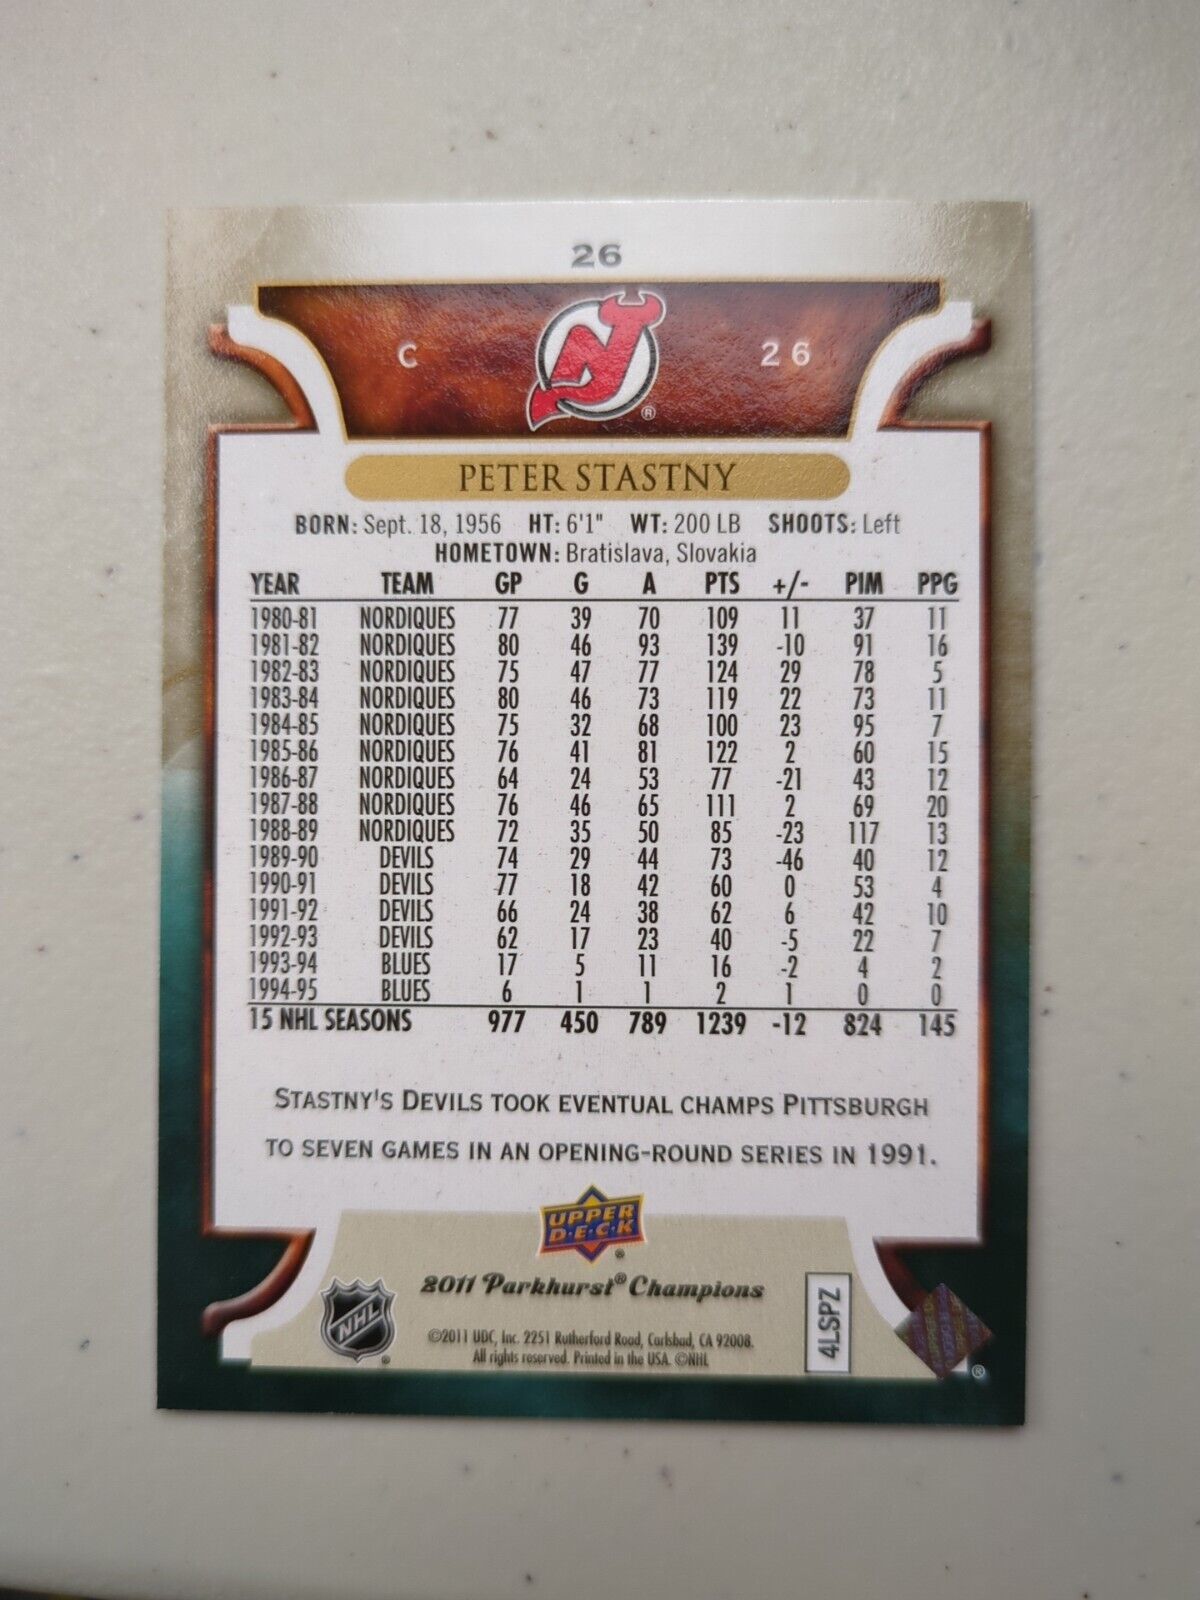 26
C 26
PETER STASTNY
BORN: Sept. 18, 1956 HT: 6'1" WT: 200 LB SHOOTS: Left
HOMETOWN: Bratislava, Slovakia
YEAR TEAM GP G A PTS +/- PIM PPG
1980-81 NORDIQUES 77 39 70 109 11 37 11
1981-82 NORDIQUES 80 46 93 139 -10 91 16
1982-83 NORDIQUES 75 47 77 124 29 78 5
1983-84 NORDIQUES 80 46 73 119 22 73 11
1984-85 NORDIQUES 75 32 68 100 23 95 7
1985-86 NORDIQUES 76 41 81 122 2 60 15
1986-87 NORDIQUES 64 24 53 77 -21 43 12
1987-88 NORDIQUES 76 46 65 111 2 69 20
1988-89 NORDIQUES 72 35 50 85 -23 117 13
1989-90 DEVILS 74 29 44 73 -46 40 12
1990-91 DEVILS 77 18 42 60 0 53 4
1991-92 DEVILS 66 24 38 62 6 42 10
1992-93 DEVILS 62 17 23 40 -5 22 7
1993-94 BLUES 17 5 11 16 -2 4 2
1994-95 BLUES 6 1 1 2 1 0 0
15 NHL SEASONS 977 450 789 1239 -12 824 145
STASTNY'S DEVILS TOOK EVENTUAL CHAMPS PITTSBURGH
TO SEVEN GAMES IN AN OPENING-ROUND SERIES IN 1991.
UPPER
D·E·C·K
®
2011 Parkhurst® Champions
NHL
®
©2011 UDC, Inc. 2251 Rutherford Road, Carlsbad, CA 92008.
All rights reserved. Printed in the USA. ©NHL
4LSPZ
®